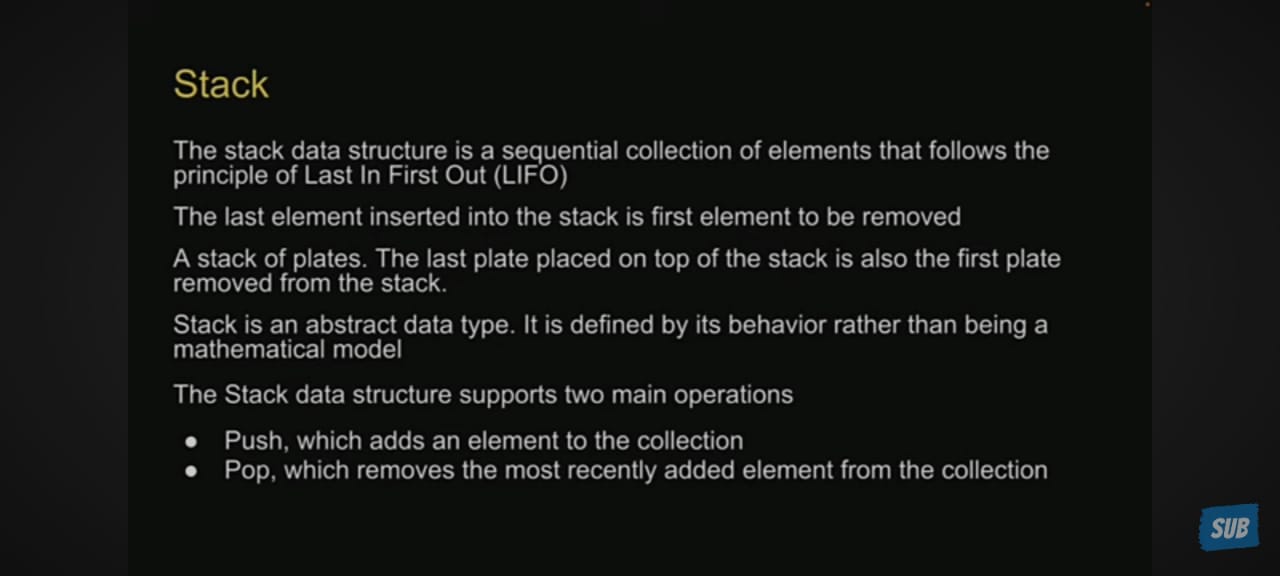 Stack
The stack data structure is a sequential collection of elements that follows the
principle of Last In First Out (LIFO)
The last element inserted into the stack is first element to be removed
A stack of plates. The last plate placed on top of the stack is also the first plate
removed from the stack.
Stack is an abstract data type. It is defined by its behavior rather than being a
mathematical model
The Stack data structure supports two main operations
● Push, which adds an element to the collection
● Pop, which removes the most recently added element from the collection
SUB